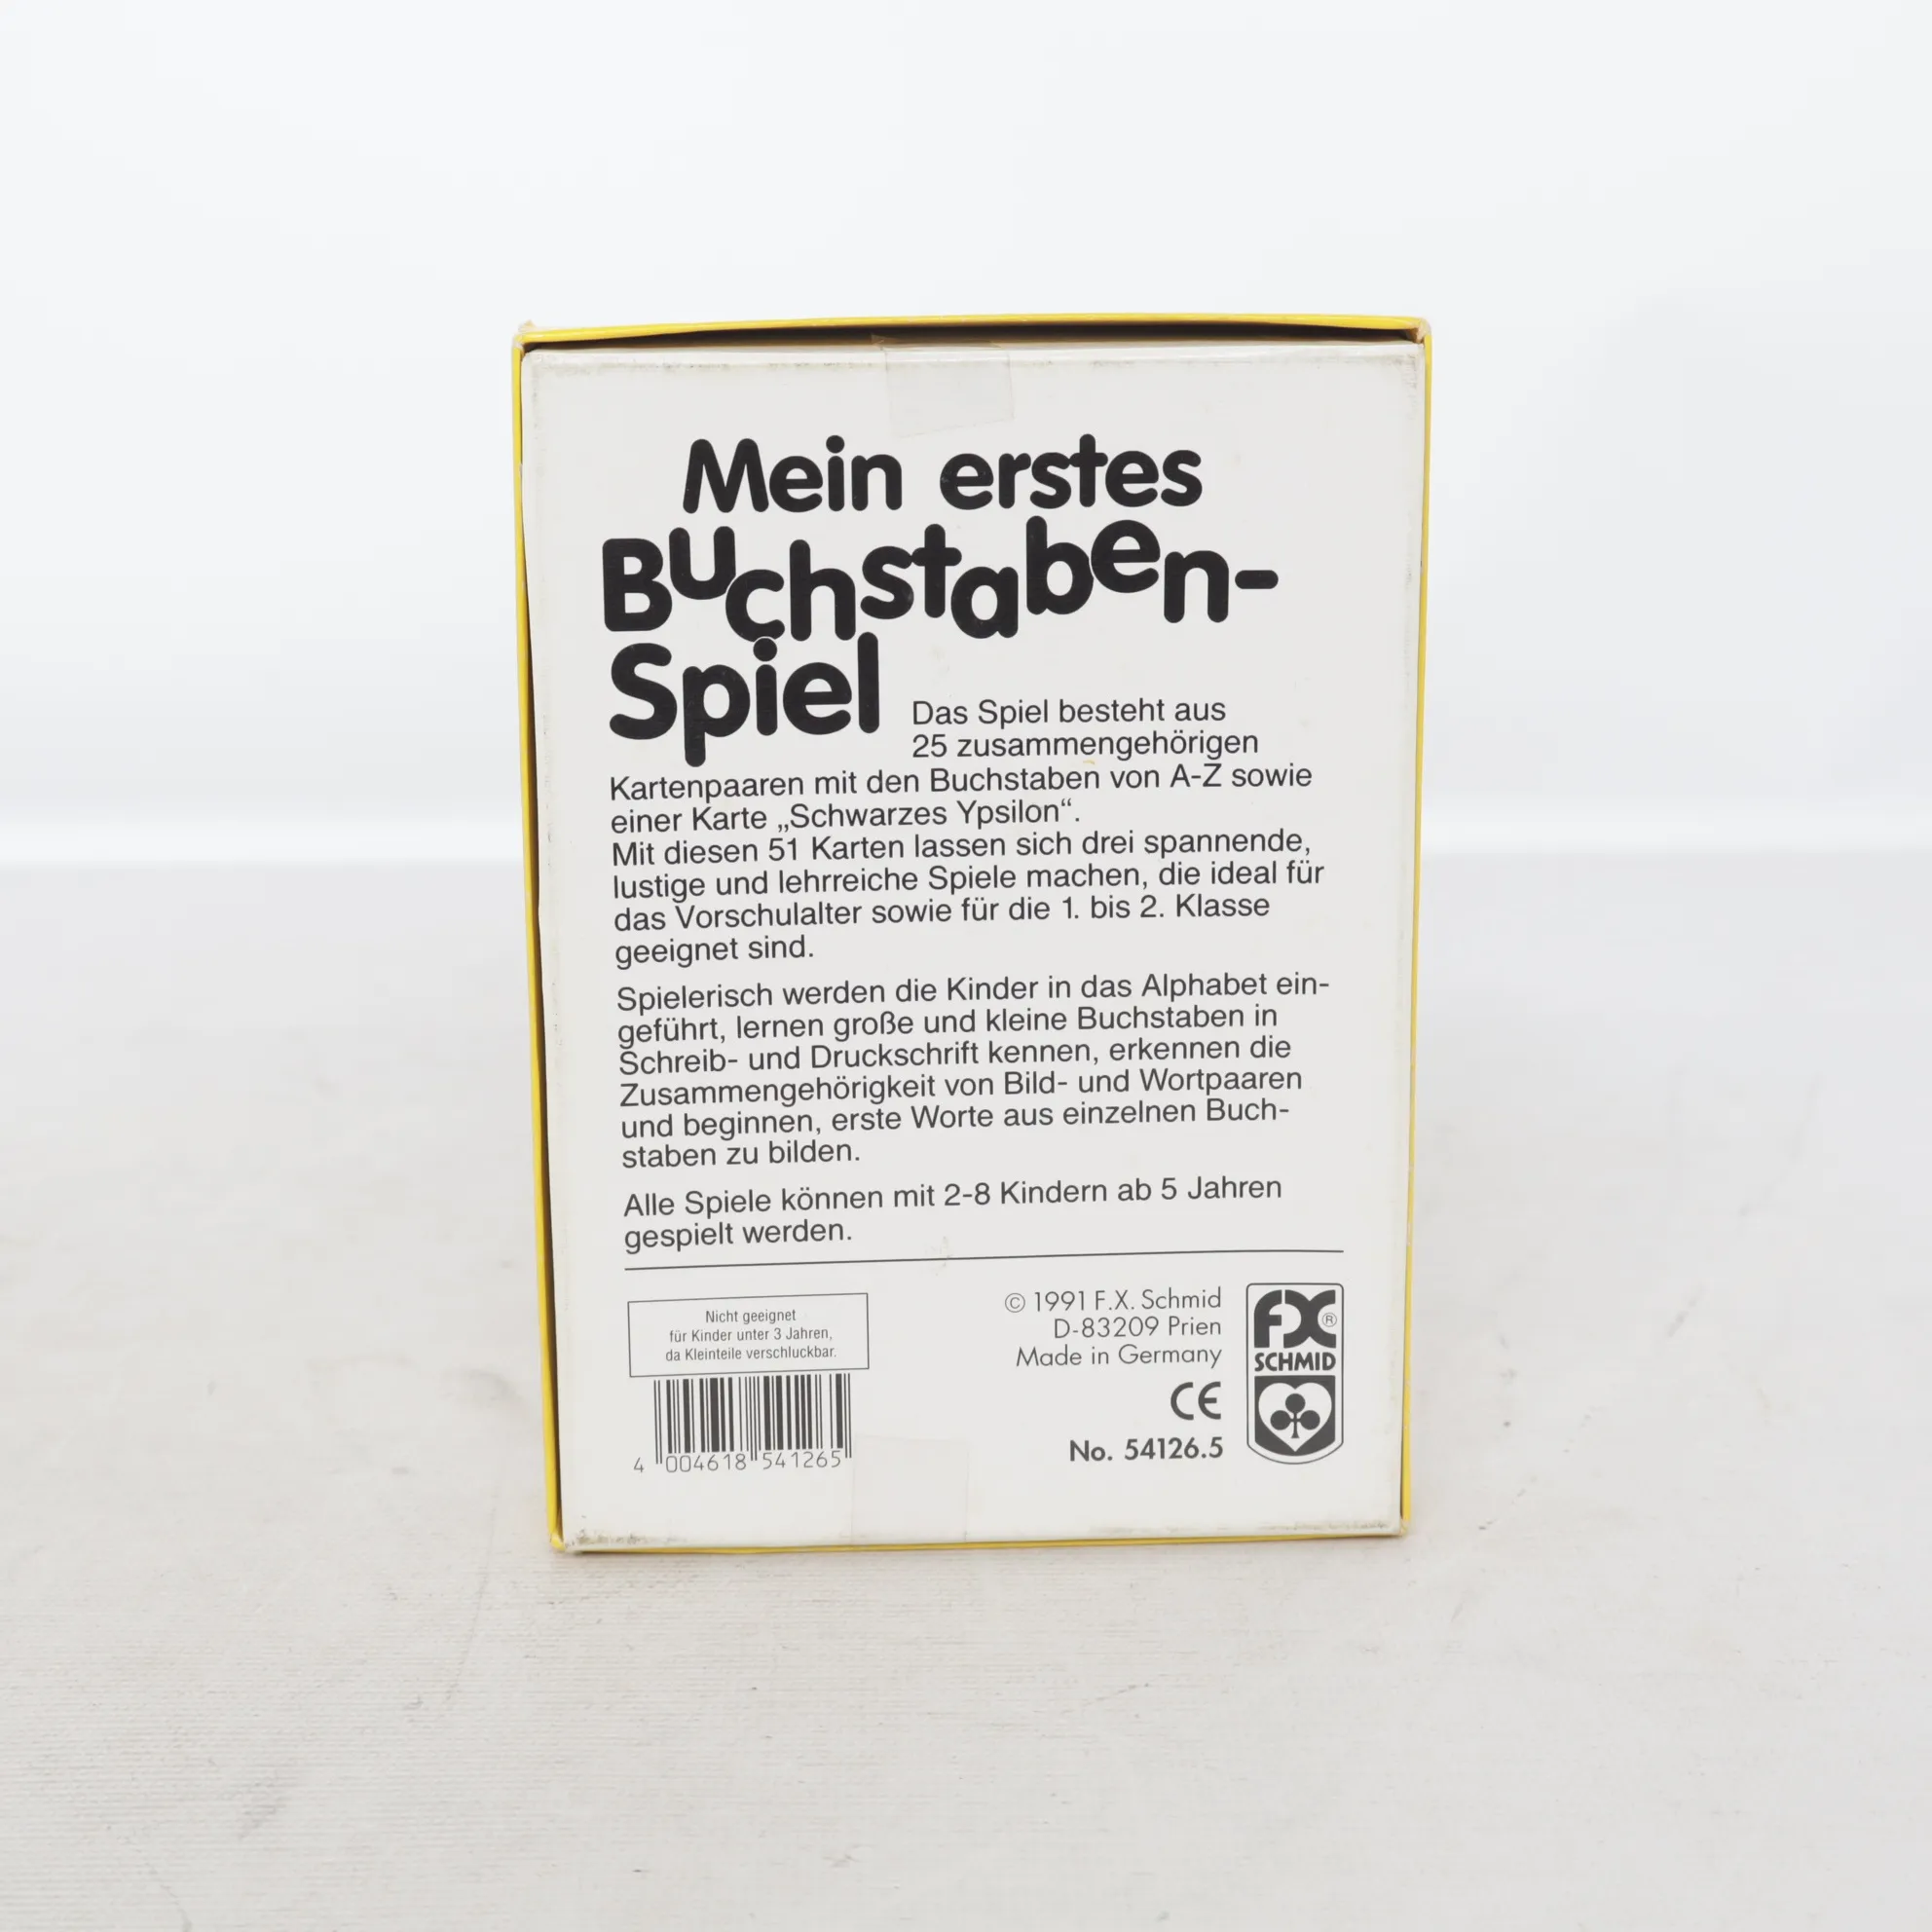 Mein erstes
Buchstaben-
Spiel
Das Spiel besteht aus
25 zusammengehörigen
Kartenpaaren mit den Buchstaben von A-Z sowie
einer Karte „Schwarzes Ypsilon“.
Mit diesen 51 Karten lassen sich drei spannende,
lustige und lehrreiche Spiele machen, die ideal für
das Vorschulalter sowie für die 1. bis 2. Klasse
geeignet sind.
Spielerisch werden die Kinder in das Alphabet ein-
geführt, lernen große und kleine Buchstaben in
Schreib- und Druckschrift kennen, erkennen die
Zusammengehörigkeit von Bild- und Wortpaaren
und beginnen, erste Worte aus einzelnen Buch-
staben zu bilden.
Alle Spiele können mit 2-8 Kindern ab 5 Jahren
gespielt werden.
Nicht geeignet
für Kinder unter 3 Jahren,
da Kleinteile verschluckbar.
4 004618 541265
© 1991 F.X. Schmid
D-83209 Prien
Made in Germany
CE
No. 54126.5
FX ®
SCHMID